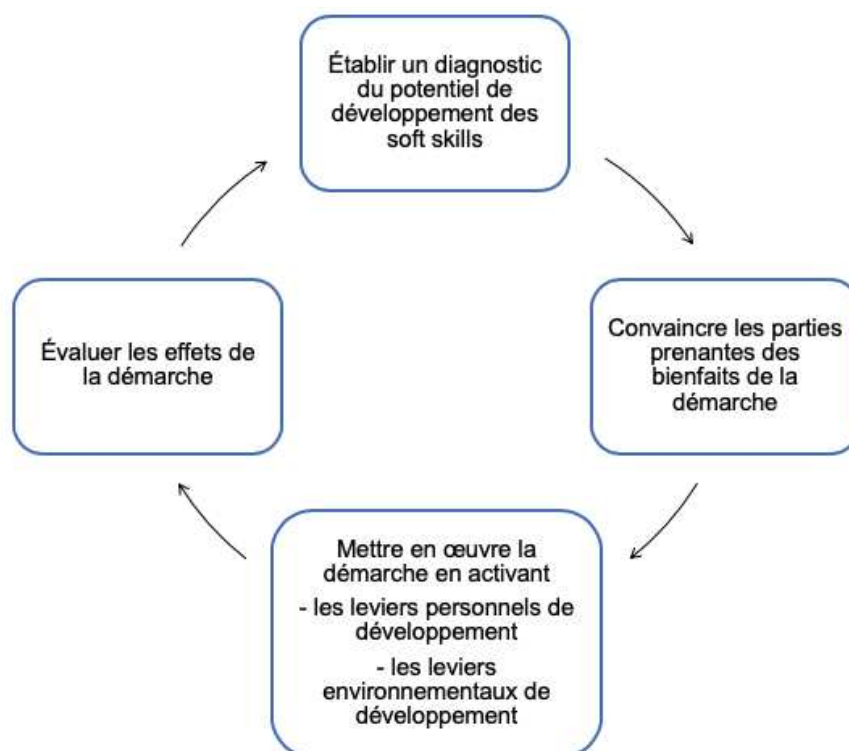 Établir un diagnostic
du potentiel de
développement des
soft skills
Convaincre les parties
prenantes des
bienfaits de la
démarche
Mettre en œuvre la
démarche en activant
- les leviers personnels de
développement
- les leviers
environnementaux de
développement
Évaluer les effets de
la démarche